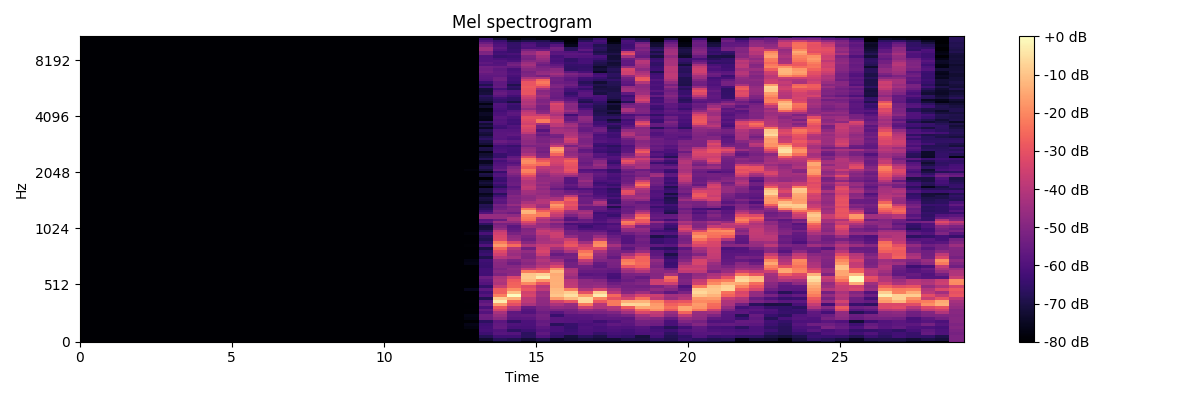 Mel spectrogram
8192
4096
2048
1024
512
0
Hz
0 5 10 15 20 25
Time
+0 dB
-10 dB
-20 dB
-30 dB
-40 dB
-50 dB
-60 dB
-70 dB
-80 dB